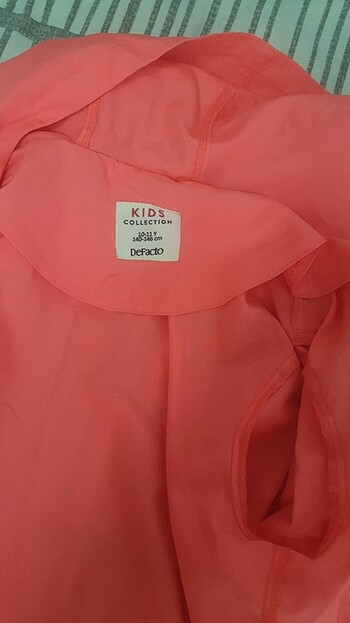 KIDS
COLLECTION
10-11 Y
140-146 cm
DeFacto